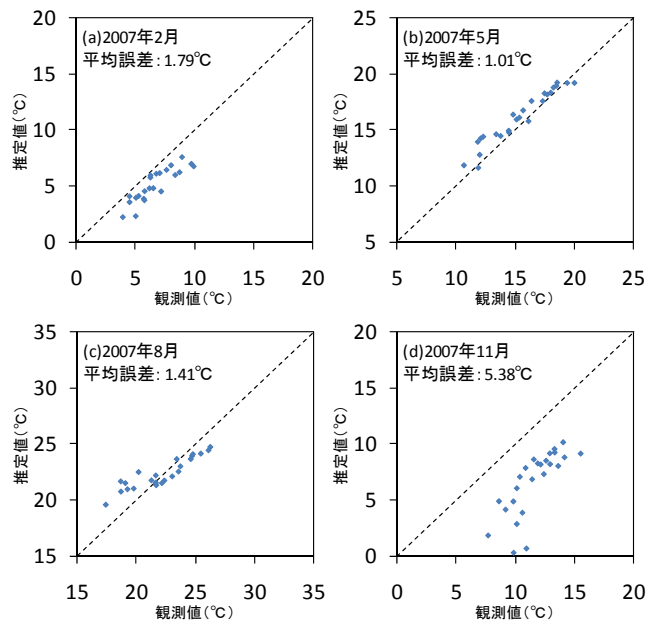 (a)2007年2月
平均誤差：1.79℃
推定値(℃)
20
15
10
5
0
0 5 10 15 20
観測値(℃)
(b)2007年5月
平均誤差：1.01℃
推定値(℃)
25
20
15
10
5
5 10 15 20 25
観測値(℃)
(c)2007年8月
平均誤差：1.41℃
推定値(℃)
35
30
25
20
15
15 20 25 30 35
観測値(℃)
(d)2007年11月
平均誤差：5.38℃
推定値(℃)
20
15
10
5
0
0 5 10 15 20
観測値(℃)